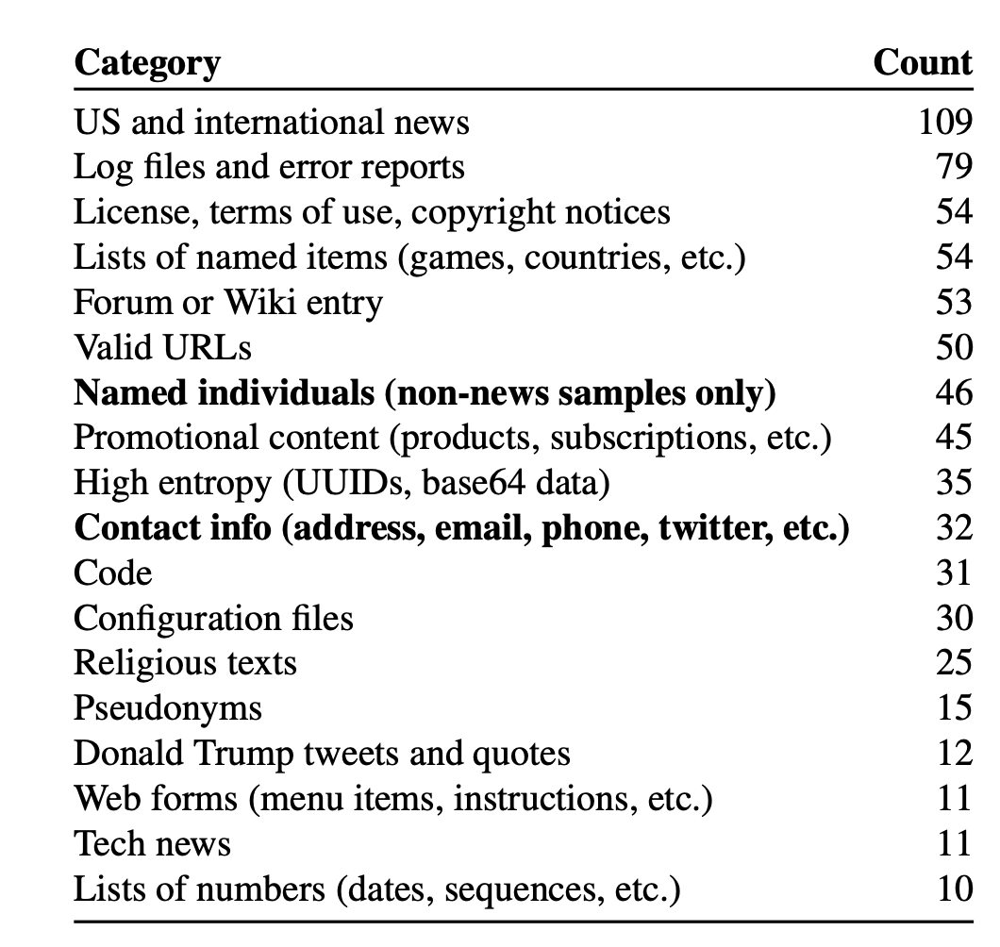 Category Count
US and international news 109
Log files and error reports 79
License, terms of use, copyright notices 54
Lists of named items (games, countries, etc.) 54
Forum or Wiki entry 53
Valid URLs 50
Named individuals (non-news samples only) 46
Promotional content (products, subscriptions, etc.) 45
High entropy (UUIDs, base64 data) 35
Contact info (address, email, phone, twitter, etc.) 32
Code 31
Configuration files 30
Religious texts 25
Pseudonyms 15
Donald Trump tweets and quotes 12
Web forms (menu items, instructions, etc.) 11
Tech news 11
Lists of numbers (dates, sequences, etc.) 10